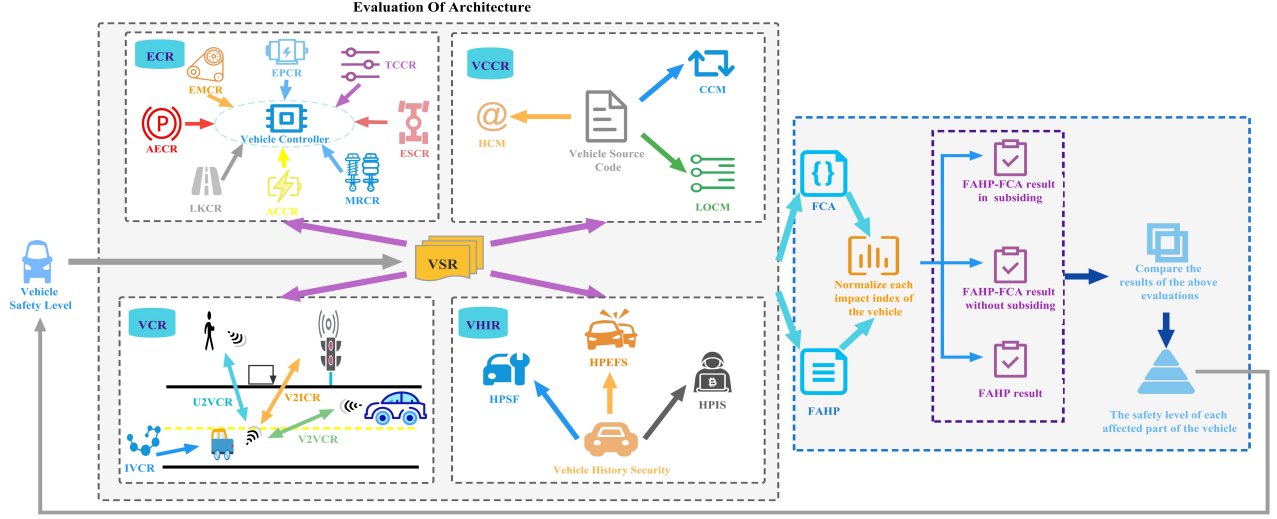 Evaluation Of Architecture
ECR
EMCR
EPCR
TCCR
AECR
Vehicle Controller
ESCR
LKCR
ACCR
MRCR
VCCR
CCM
@
HCM
Vehicle Source
Code
LOCM
VSR
Vehicle
Safety Level
VCR
U2VCR
V2ICR
V2VCR
IVCR
VHIR
HPEFS
HPSF
HPIS
Vehicle History Security
{}
FCA
FAHP
Normalize each
impact index of
the vehicle
FAHP-FCA result
in subsiding
FAHP-FCA result
without subsiding
FAHP result
Compare the
results of the above
evaluations
The safety level of each
affected part of the vehicle